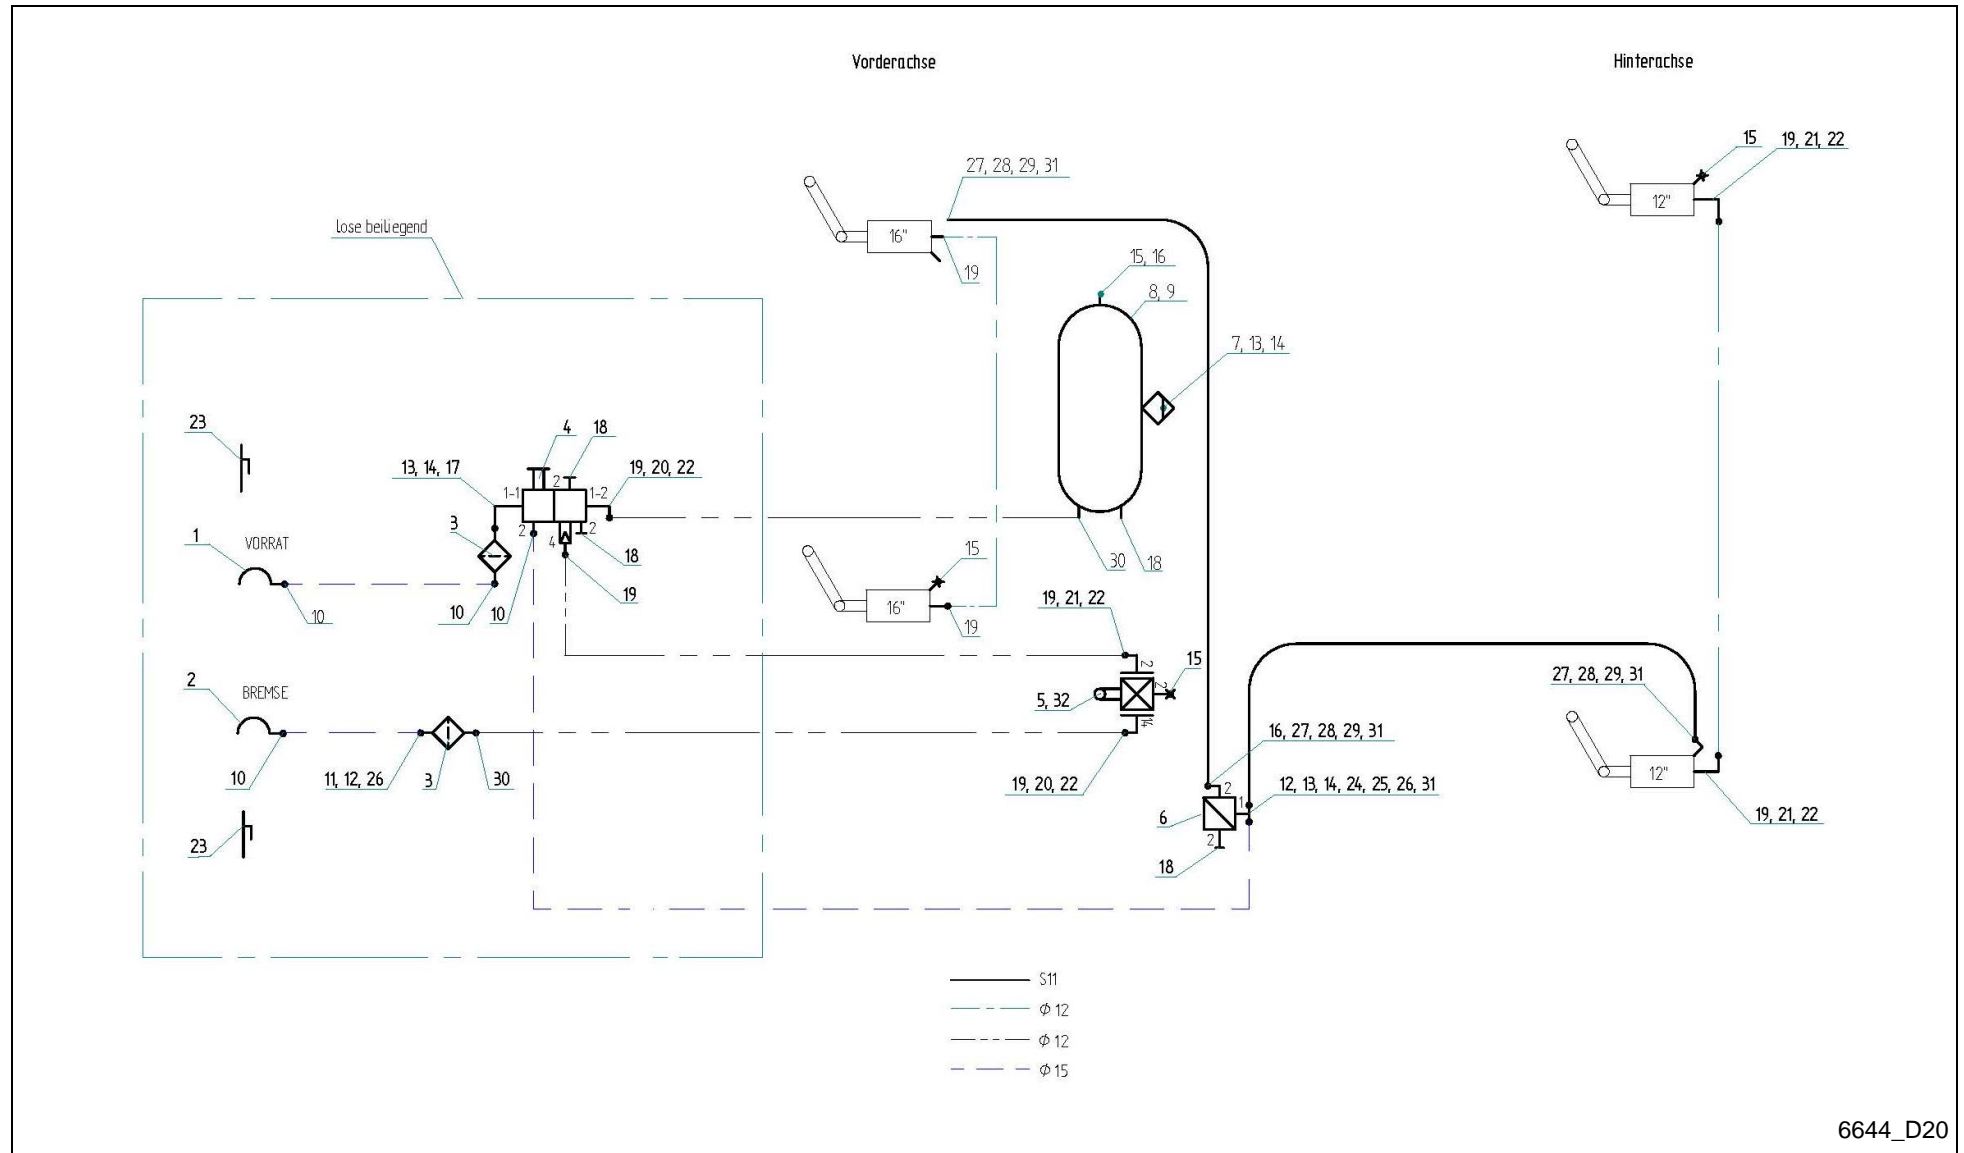 Vorderachse
Hinterachse
15
19, 21, 22
27, 28, 29, 31
12"
lose beiliegend
16"
19
15, 16
8, 9
7, 13, 14
23
4
18
13, 14, 17
19, 20, 22
1-1
2
1-2
3
2
2
4
18
1
VORRAT
10
10
10
19
30
18
15
16"
19
19, 21, 22
2
15
2
5, 32
14
27, 28, 29, 31
2
BREMSE
16, 27, 28, 29, 31
12"
10
11, 12, 26
3
30
19, 20, 22
12, 13, 14, 24, 25, 26, 31
2
1
6
2
19, 21, 22
23
18
S11
Φ 12
Φ 12
Φ 15
6644_D20